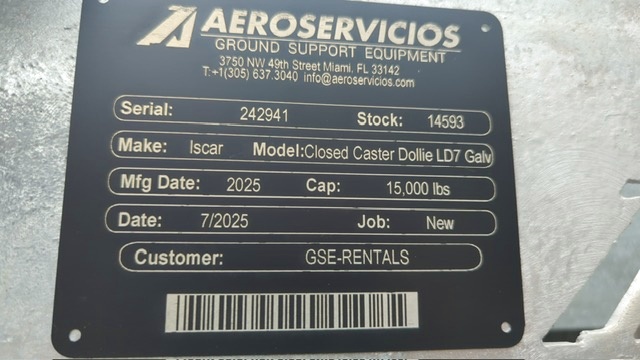 AEROSERVICIOS
GROUND SUPPORT EQUIPMENT
3750 NW 49th Street Miami. FL 33142
T:+1(305) 637.3040 info@aeroservicios.com
Serial: 242941 Stock: 14593
Make: Iscar Model:Closed Caster Dollie LD7 Galv
Mfg Date: 2025 Cap: 15,000 lbs
Date: 7/2025 Job: New
Customer: GSE-RENTALS